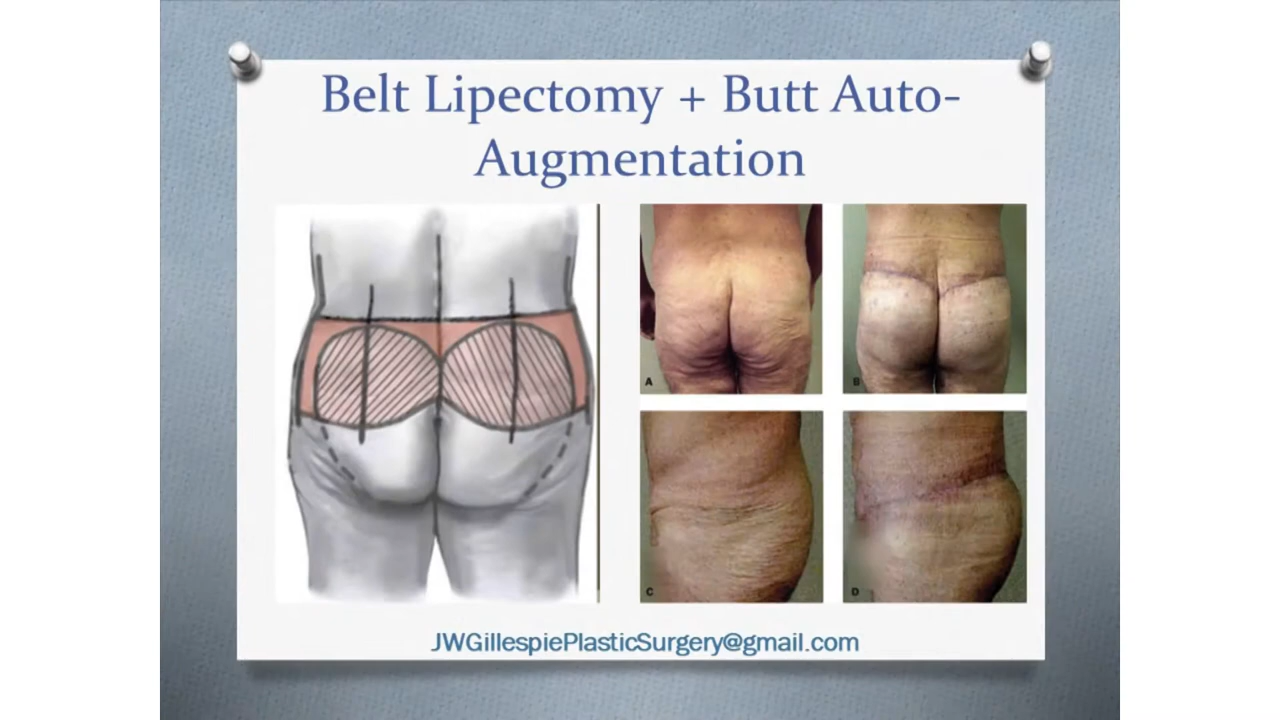 Belt Lipectomy + Butt Auto-
Augmentation
A
B
C
D
JWGillespiePlasticSurgery@gmail.com